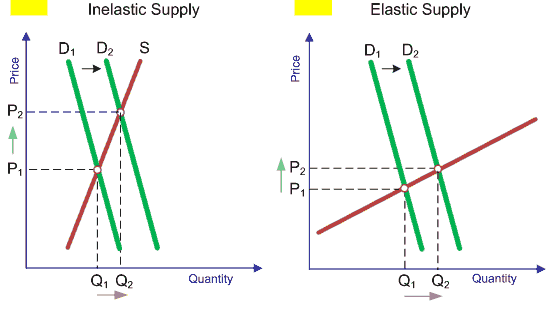 Inelastic Supply
D1 D2 S
Price
P2
P1
Q1 Q2
Quantity
Elastic Supply
D1 D2
Price
P2
P1
Q1 Q2
Quantity